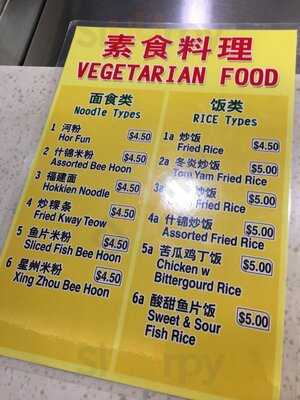 素食料理
VEGETARIAN FOOD
面食类
Noodle Types
1 河粉 $4.50
Hor Fun
2 什锦米粉 $4.50
Assorted Bee Hoon
3 福建面 $4.50
Hokkien Noodle
4 炒粿条 $4.50
Fried Kway Teow
5 鱼片米粉 $4.50
Sliced Fish Bee Hoon
6 星州米粉 $4.50
Xing Zhou Bee Hoon
饭类
RICE Types
1a 炒饭 $4.50
Fried Rice
2a 冬炎炒饭 $5.00
Tom Yam Fried Rice
3a 炒饭 $5.00
Fried Rice
4a 什锦炒饭 $5.00
Assorted Fried Rice
5a 苦瓜鸡丁饭 $5.00
Chicken w
Bittergourd Rice
6a 酸甜鱼片饭 $5.00
Sweet & Sour
Fish Rice